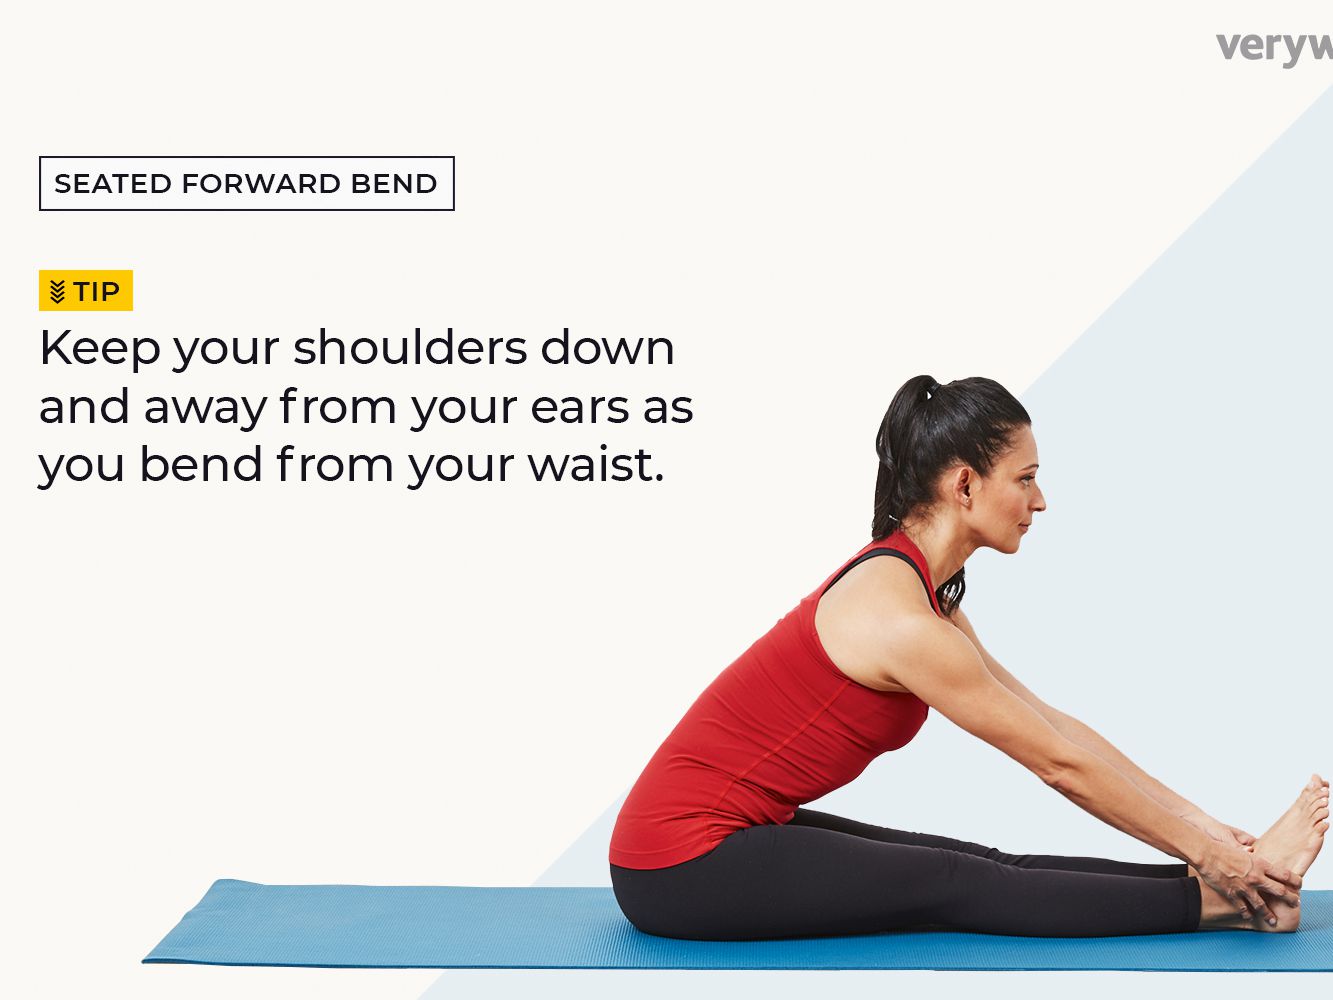 veryw
SEATED FORWARD BEND
TIP
Keep your shoulders down
and away from your ears as
you bend from your waist.